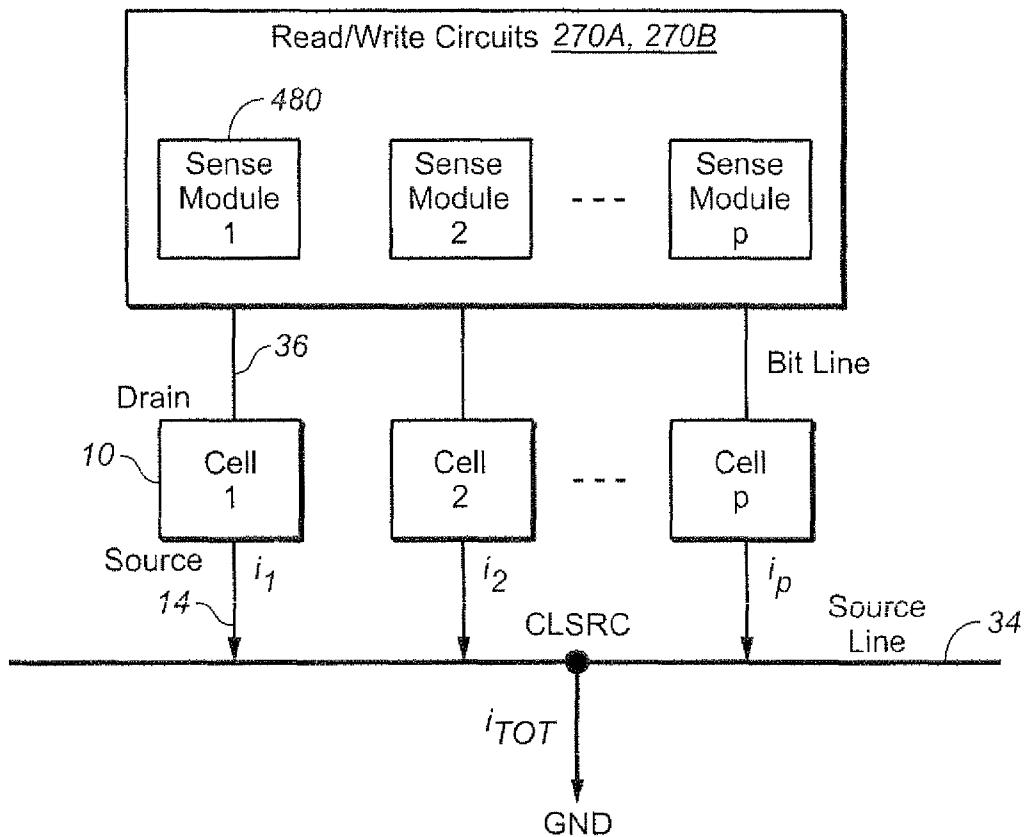 Read/Write Circuits 270A, 270B
480
Sense Module 1
Sense Module 2
Sense Module p
36
Bit Line
Drain
10
Cell 1
Cell 2
Cell p
Source
i1
i2
ip
14
CLSRC
Source Line
34
iTOT
GND